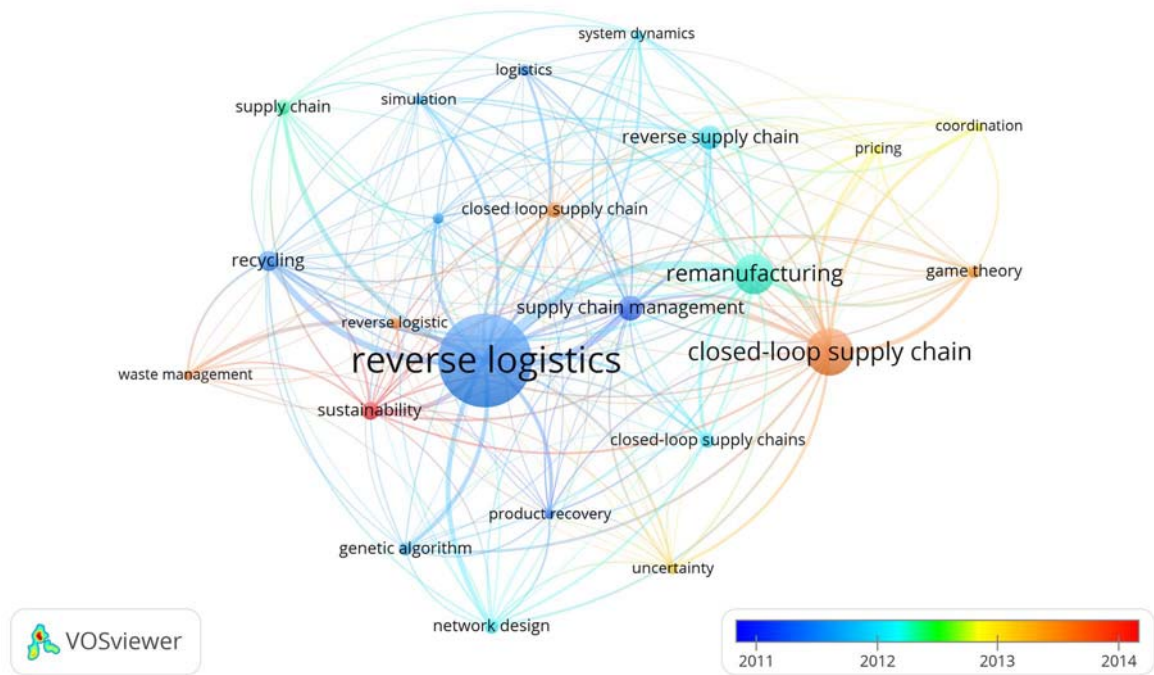 system dynamics
logistics
simulation
supply chain
reverse supply chain
coordination
pricing
closed loop supply chain
recycling
remanufacturing
game theory
supply chain management
reverse logistic
reverse logistics
closed-loop supply chain
waste management
sustainability
closed-loop supply chains
product recovery
genetic algorithm
uncertainty
network design
VOSviewer
2011 2012 2013 2014